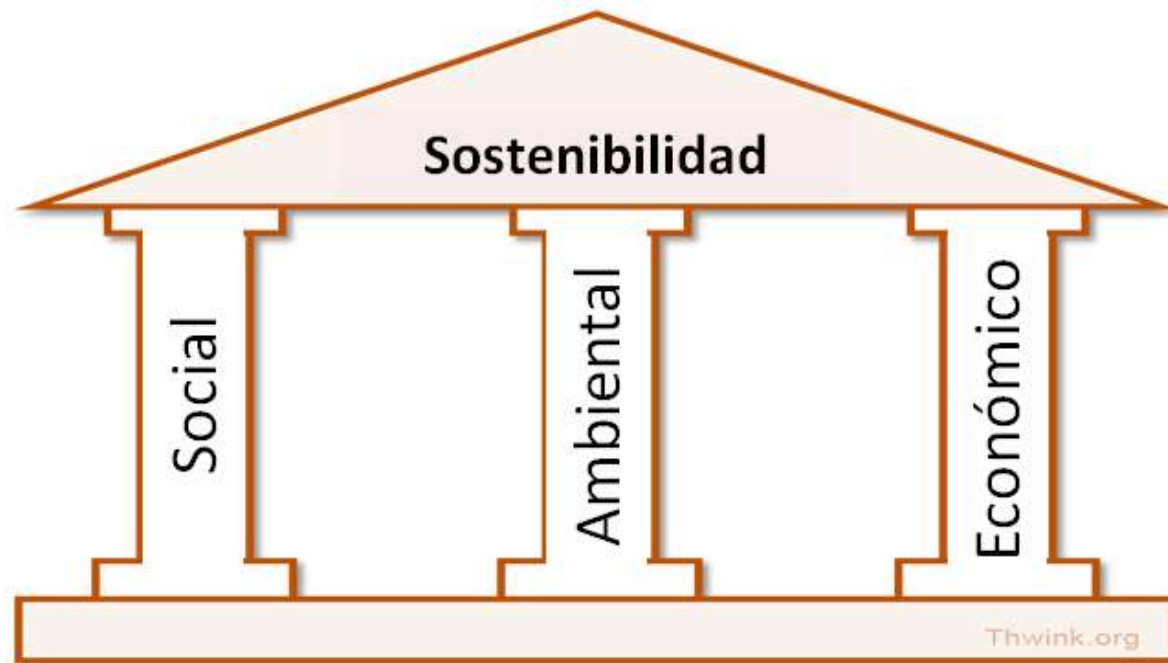 Sostenibilidad
Social
Ambiental
Económico
Thwink.org